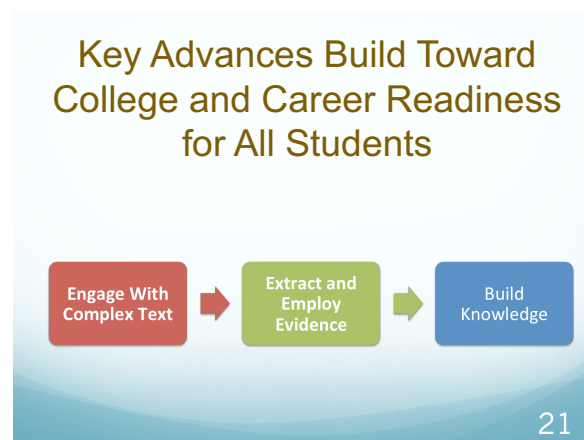 Key Advances Build Toward
College and Career Readiness
for All Students
Engage With
Complex Text
Extract and
Employ
Evidence
Build
Knowledge
21